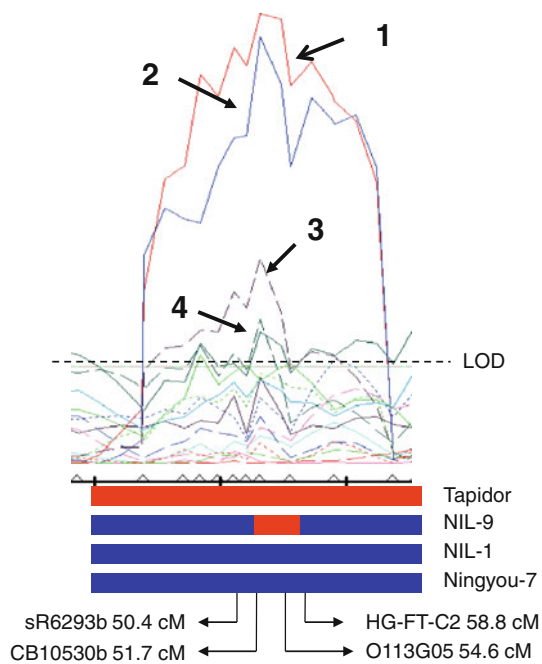 1
2
3
4
LOD
Tapidor
NIL-9
NIL-1
Ningyou-7
sR6293b 50.4 cM
HG-FT-C2 58.8 cM
CB10530b 51.7 cM
O113G05 54.6 cM